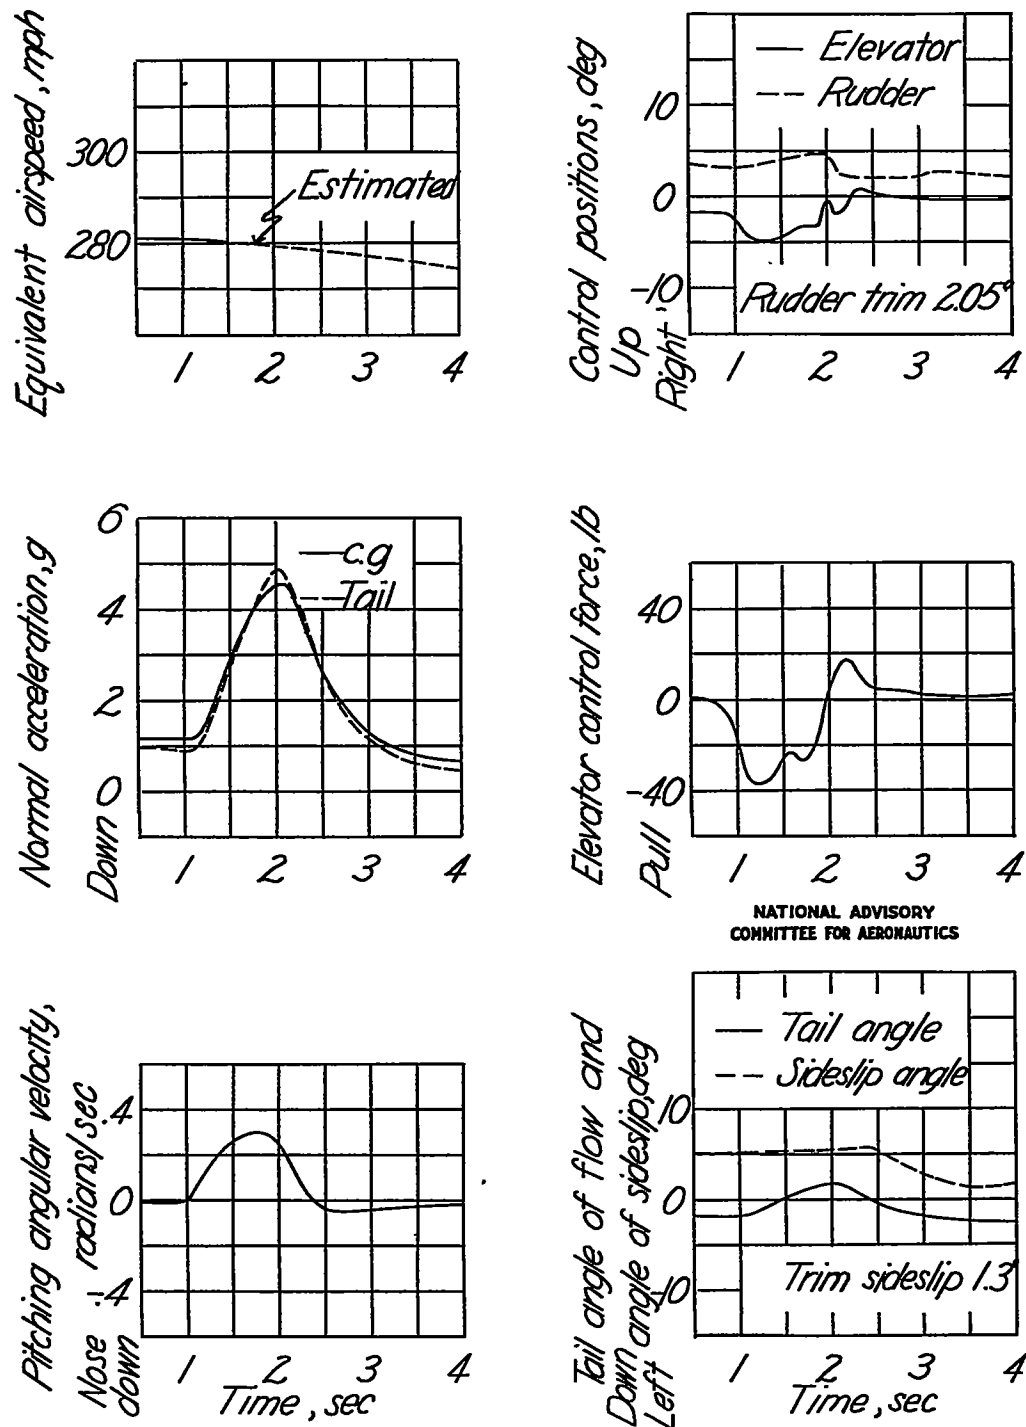 Equivalent airspeed, mph
300
280
Estimated
1 2 3 4
Control positions, deg
Up
Right
10
0
-10
Elevator
Rudder
Rudder trim 2.05°
1 2 3 4
Normal acceleration, g
Down
6
4
2
0
c.g
Tail
1 2 3 4
Elevator control force, lb
Pull
40
0
-40
1 2 3 4
NATIONAL ADVISORY
COMMITTEE FOR AERONAUTICS
Pitching angular velocity,
radians/sec
Nose
down
.4
0
-.4
1 2 3 4
Time, sec
Tail angle of flow and
angle of sideslip, deg
Down
Left
10
0
-10
Tail angle
Sideslip angle
Trim sideslip 1.3°
1 2 3 4
Time, sec